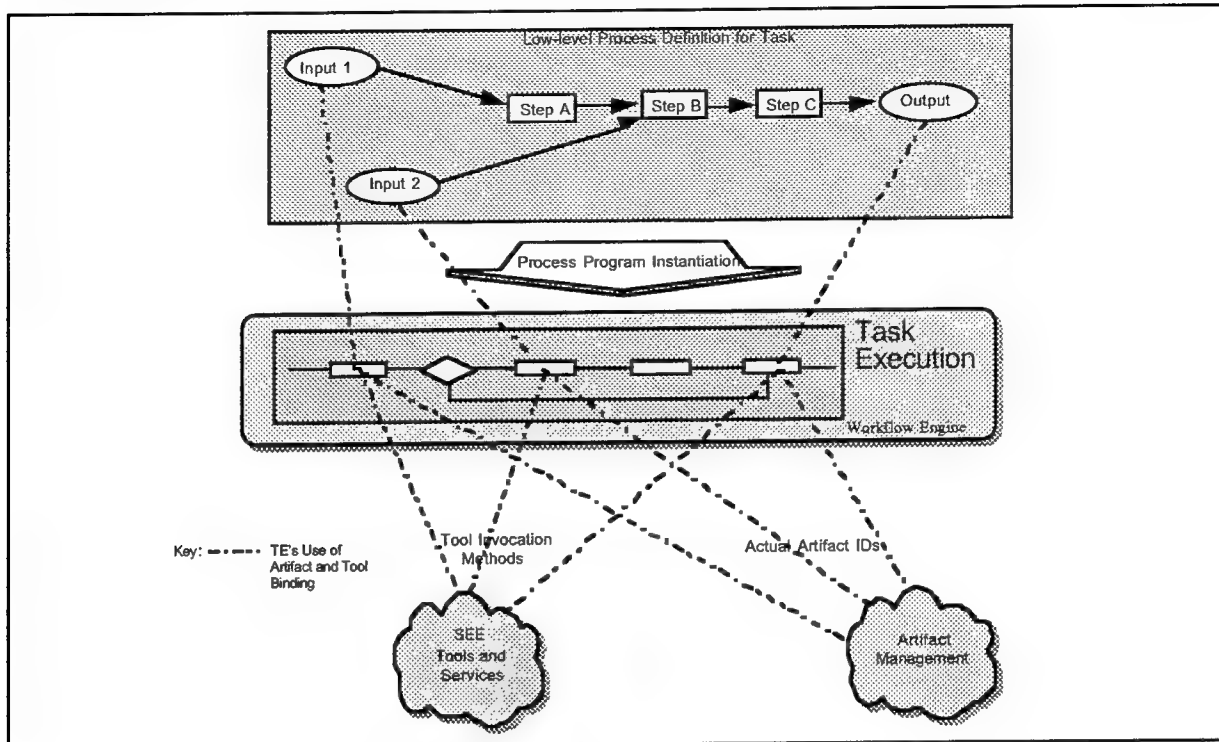 Low-level Process Definition for Task
Input 1
Step A
Step B
Step C
Output
Input 2
Process Program Instantiation
Task
Execution
Workflow Engine
Key:
TE's Use of
Artifact and Tool
Binding
Tool Invocation
Methods
Actual Artifact IDs
SEE
Tools and
Services
Artifact
Management